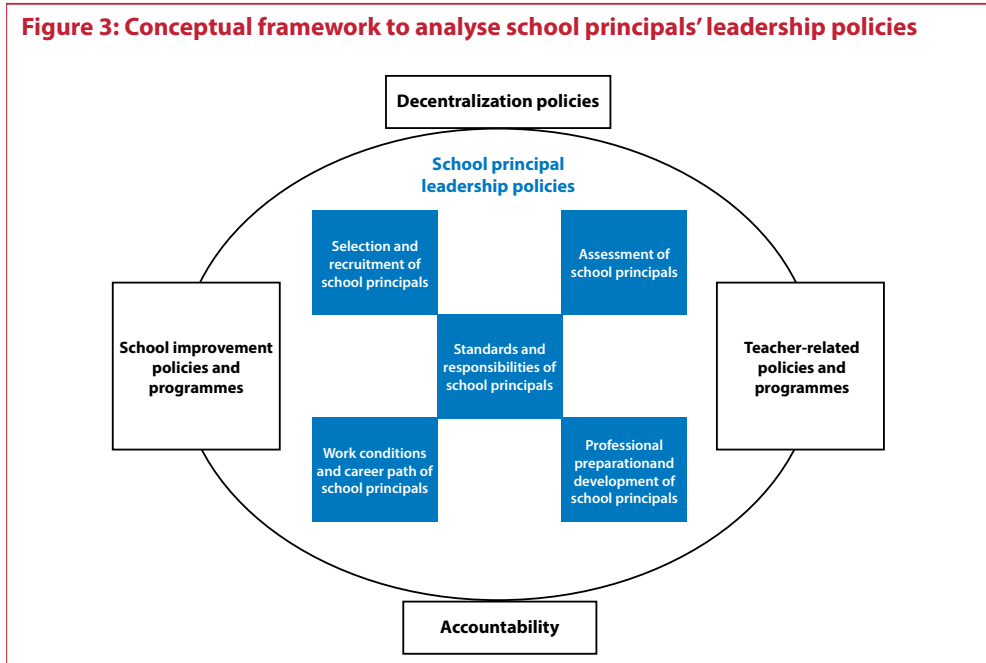 Figure 3: Conceptual framework to analyse school principals’ leadership policies
Decentralization policies
School principal
leadership policies
Selection and
recruitment of
school principals
Assessment of
school principals
School improvement
policies and
programmes
Standards and
responsibilities of
school principals
Teacher-related
policies and
programmes
Work conditions
and career path of
school principals
Professional
preparationand
development of
school principals
Accountability